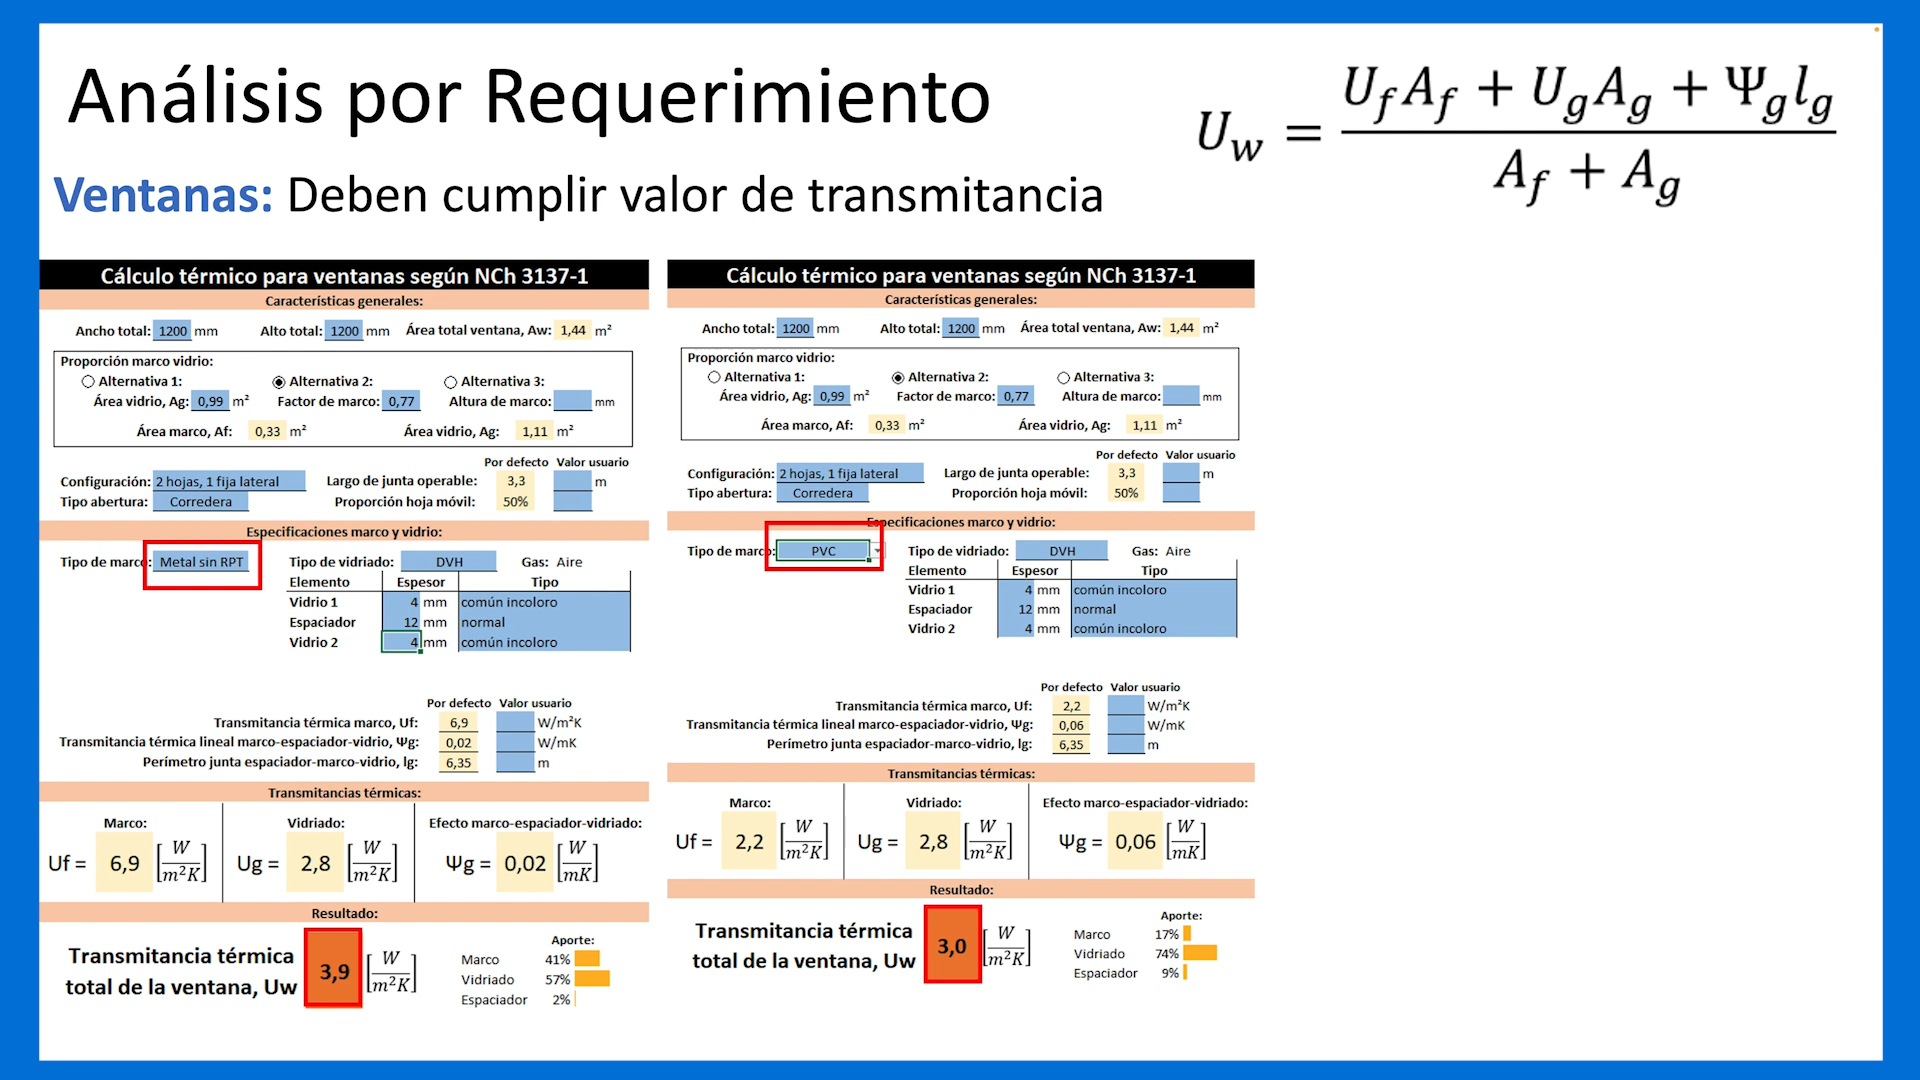 Análisis por Requerimiento
Ventanas: Deben cumplir valor de transmitancia
U_w = (U_f A_f + U_g A_g + Ψ_g l_g) / (A_f + A_g)
Cálculo térmico para ventanas según NCh 3137-1
Características generales:
Ancho total: 1200 mm Alto total: 1200 mm Área total ventana, Aw: 1,44 m²
Proporción marco vidrio:
Alternativa 1: Alternativa 2: Alternativa 3:
Área vidrio, Ag: 0,99 m² Factor de marco: 0,77 Altura de marco: mm
Área marco, Af: 0,33 m² Área vidrio, Ag: 1,11 m²
Por defecto Valor usuario
Configuración: 2 hojas, 1 fija lateral Largo de junta operable: 3,3 m
Tipo abertura: Corredera Proporción hoja móvil: 50%
Especificaciones marco y vidrio:
Tipo de marco: Metal sin RPT Tipo de vidriado: DVH Gas: Aire
Elemento Espesor Tipo
Vidrio 1 4 mm común incoloro
Espaciador 12 mm normal
Vidrio 2 4 mm común incoloro
Por defecto Valor usuario
Transmitancia térmica marco, Uf: 6,9 W/m²K
Transmitancia térmica lineal marco-espaciador-vidrio, Ψg: 0,02 W/mK
Perímetro junta espaciador-marco-vidrio, lg: 6,35 m
Transmitancias térmicas:
Marco: Vidriado: Efecto marco-espaciador-vidriado:
Uf = 6,9 [W/m²K] Ug = 2,8 [W/m²K] Ψg = 0,02 [W/mK]
Resultado:
Transmitancia térmica
total de la ventana, Uw 3,9 [W/m²K]
Aporte:
Marco 41%
Vidriado 57%
Espaciador 2%
Cálculo térmico para ventanas según NCh 3137-1
Características generales:
Ancho total: 1200 mm Alto total: 1200 mm Área total ventana, Aw: 1,44 m²
Proporción marco vidrio:
Alternativa 1: Alternativa 2: Alternativa 3:
Área vidrio, Ag: 0,99 m² Factor de marco: 0,77 Altura de marco: mm
Área marco, Af: 0,33 m² Área vidrio, Ag: 1,11 m²
Por defecto Valor usuario
Configuración: 2 hojas, 1 fija lateral Largo de junta operable: 3,3 m
Tipo abertura: Corredera Proporción hoja móvil: 50%
Especificaciones marco y vidrio:
Tipo de marco: PVC Tipo de vidriado: DVH Gas: Aire
Elemento Espesor Tipo
Vidrio 1 4 mm común incoloro
Espaciador 12 mm normal
Vidrio 2 4 mm común incoloro
Por defecto Valor usuario
Transmitancia térmica marco, Uf: 2,2 W/m²K
Transmitancia térmica lineal marco-espaciador-vidrio, Ψg: 0,06 W/mK
Perímetro junta espaciador-marco-vidrio, lg: 6,35 m
Transmitancias térmicas:
Marco: Vidriado: Efecto marco-espaciador-vidriado:
Uf = 2,2 [W/m²K] Ug = 2,8 [W/m²K] Ψg = 0,06 [W/mK]
Resultado:
Transmitancia térmica
total de la ventana, Uw 3,0 [W/m²K]
Aporte:
Marco 17%
Vidriado 74%
Espaciador 9%